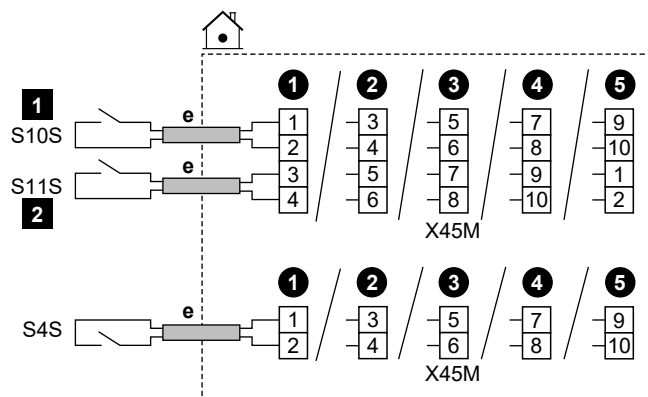 1 2 3 4 5
1 e 1 3 5 7 9
S10S 2 4 6 8 10
S11S e 3 5 7 9 1
2 4 6 8 10 2
X45M
1 2 3 4 5
S4S e 1 3 5 7 9
2 4 6 8 10
X45M